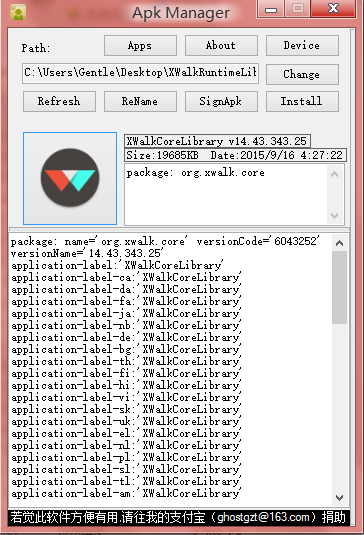 Apk Manager
Path:
Apps
About
Device
C:\Users\Gentle\Desktop\XWalkRuntimeLib
Change
Refresh
ReName
SignApk
Install
XWalkCoreLibrary v14.43.343.25
Size:19685KB Date:2015/9/16 4:27:22
package: org.xwalk.core
package: name='org.xwalk.core' versionCode='6043252'
versionName='14.43.343.25'
application-label:'XWalkCoreLibrary'
application-label-ca:'XWalkCoreLibrary'
application-label-da:'XWalkCoreLibrary'
application-label-fa:'XWalkCoreLibrary'
application-label-ja:'XWalkCoreLibrary'
application-label-nb:'XWalkCoreLibrary'
application-label-de:'XWalkCoreLibrary'
application-label-bg:'XWalkCoreLibrary'
application-label-th:'XWalkCoreLibrary'
application-label-fi:'XWalkCoreLibrary'
application-label-hi:'XWalkCoreLibrary'
application-label-vi:'XWalkCoreLibrary'
application-label-sk:'XWalkCoreLibrary'
application-label-uk:'XWalkCoreLibrary'
application-label-el:'XWalkCoreLibrary'
application-label-nl:'XWalkCoreLibrary'
application-label-pl:'XWalkCoreLibrary'
application-label-sl:'XWalkCoreLibrary'
application-label-tl:'XWalkCoreLibrary'
application-label-am:'XWalkCoreLibrary'
若觉此软件方便有用,请往我的支付宝（ghostgzt@163.com）捐助